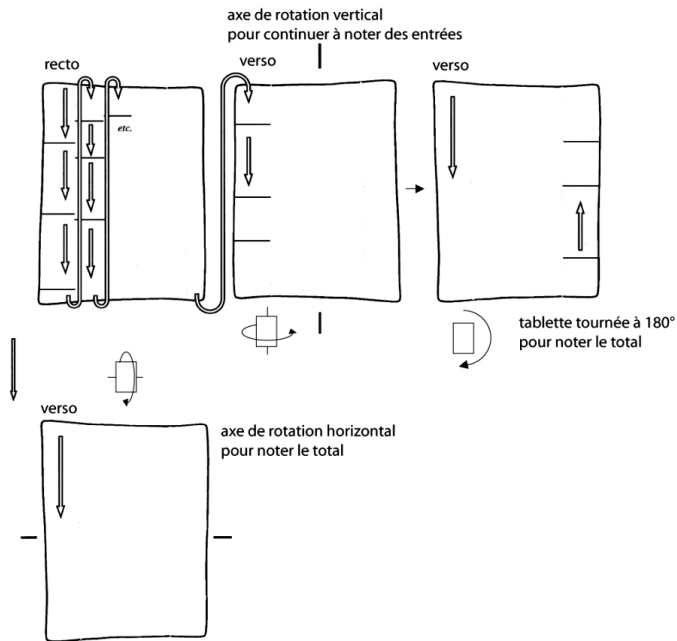 axe de rotation vertical
pour continuer à noter des entrées
recto
verso
verso
etc.
tablette tournée à 180°
pour noter le total
verso
axe de rotation horizontal
pour noter le total